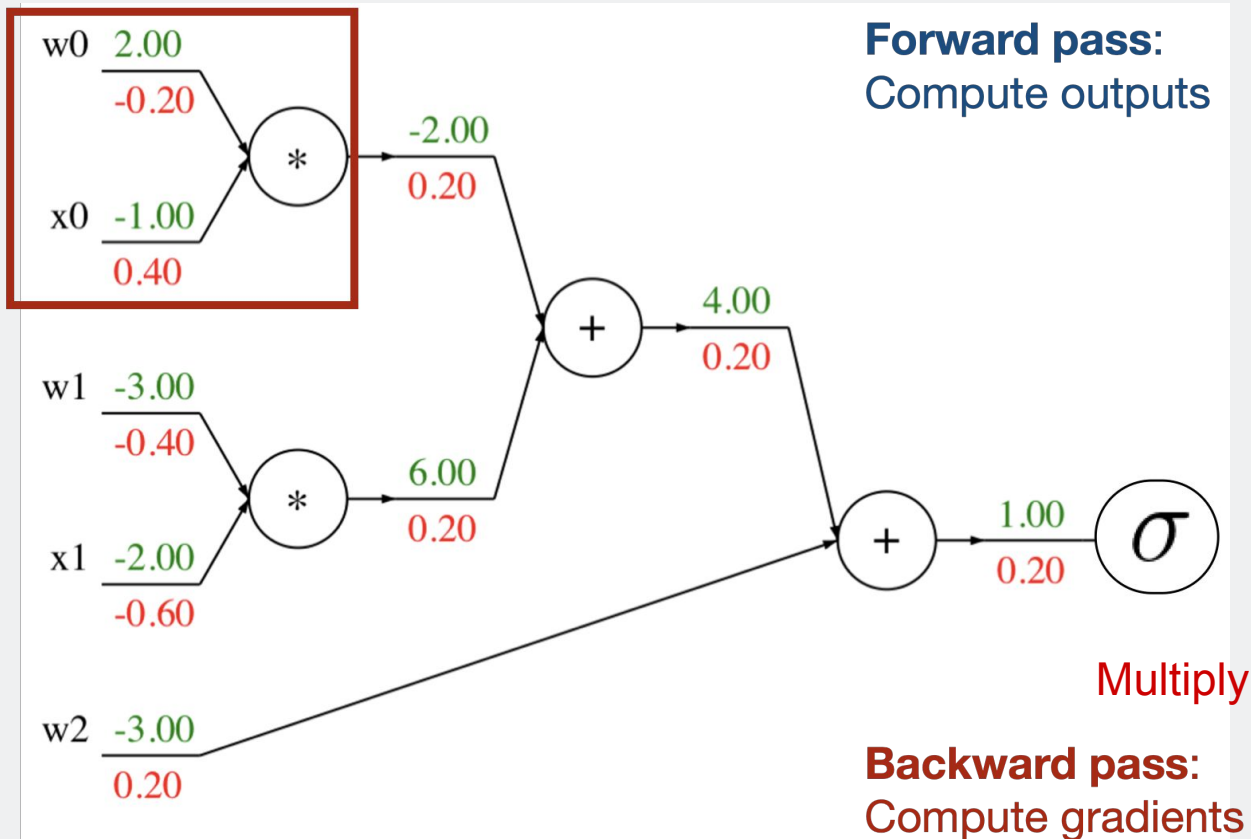 w0 2.00
-0.20
x0 -1.00
0.40
*
-2.00
0.20
w1 -3.00
-0.40
x1 -2.00
-0.60
*
6.00
0.20
+
4.00
0.20
w2 -3.00
0.20
+
1.00
0.20
σ
Forward pass:
Compute outputs
Multiply
Backward pass:
Compute gradients